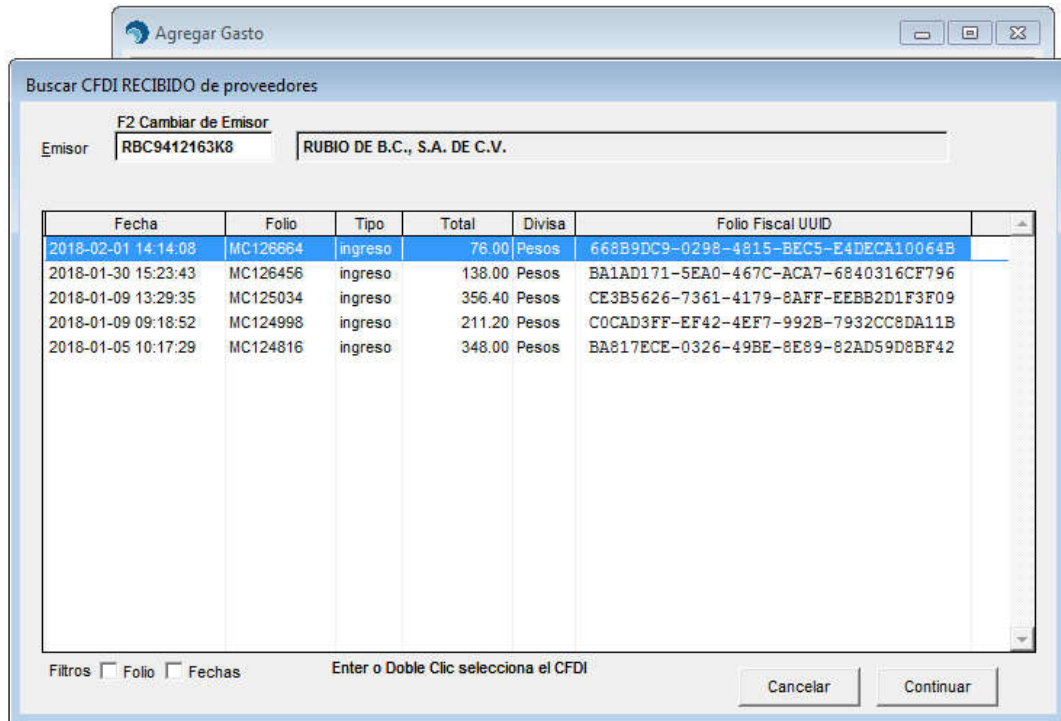 Agregar Gasto
Buscar CFDI RECIBIDO de proveedores
F2 Cambiar de Emisor
Emisor RBC9412163K8 RUBIO DE B.C., S.A. DE C.V.
Fecha Folio Tipo Total Divisa Folio Fiscal UUID
2018-02-01 14:14:08 MC126664 ingreso 76.00 Pesos 668B9DC9-0298-4815-BEC5-E4DECA10064B
2018-01-30 15:23:43 MC126456 ingreso 138.00 Pesos BA1AD171-5EA0-467C-ACA7-6840316CF796
2018-01-09 13:29:35 MC125034 ingreso 356.40 Pesos CE3B5626-7361-4179-8AFF-EEBB2D1F3F09
2018-01-09 09:18:52 MC124998 ingreso 211.20 Pesos C0CAD3FF-EF42-4EF7-992B-7932CC8DA11B
2018-01-05 10:17:29 MC124816 ingreso 348.00 Pesos BA817ECE-0326-49BE-8E89-82AD59D8BF42
Filtros Folio Fechas Enter o Doble Clic selecciona el CFDI
Cancelar Continuar